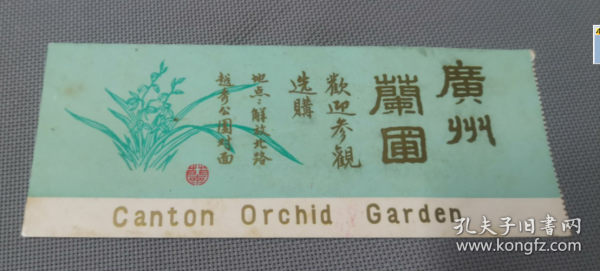 廣州
蘭圃
歡迎参觀
选購
地点:解放北路
越秀公園对面
Canton Orchid Garden
孔夫子旧书网
www.kongfz.com